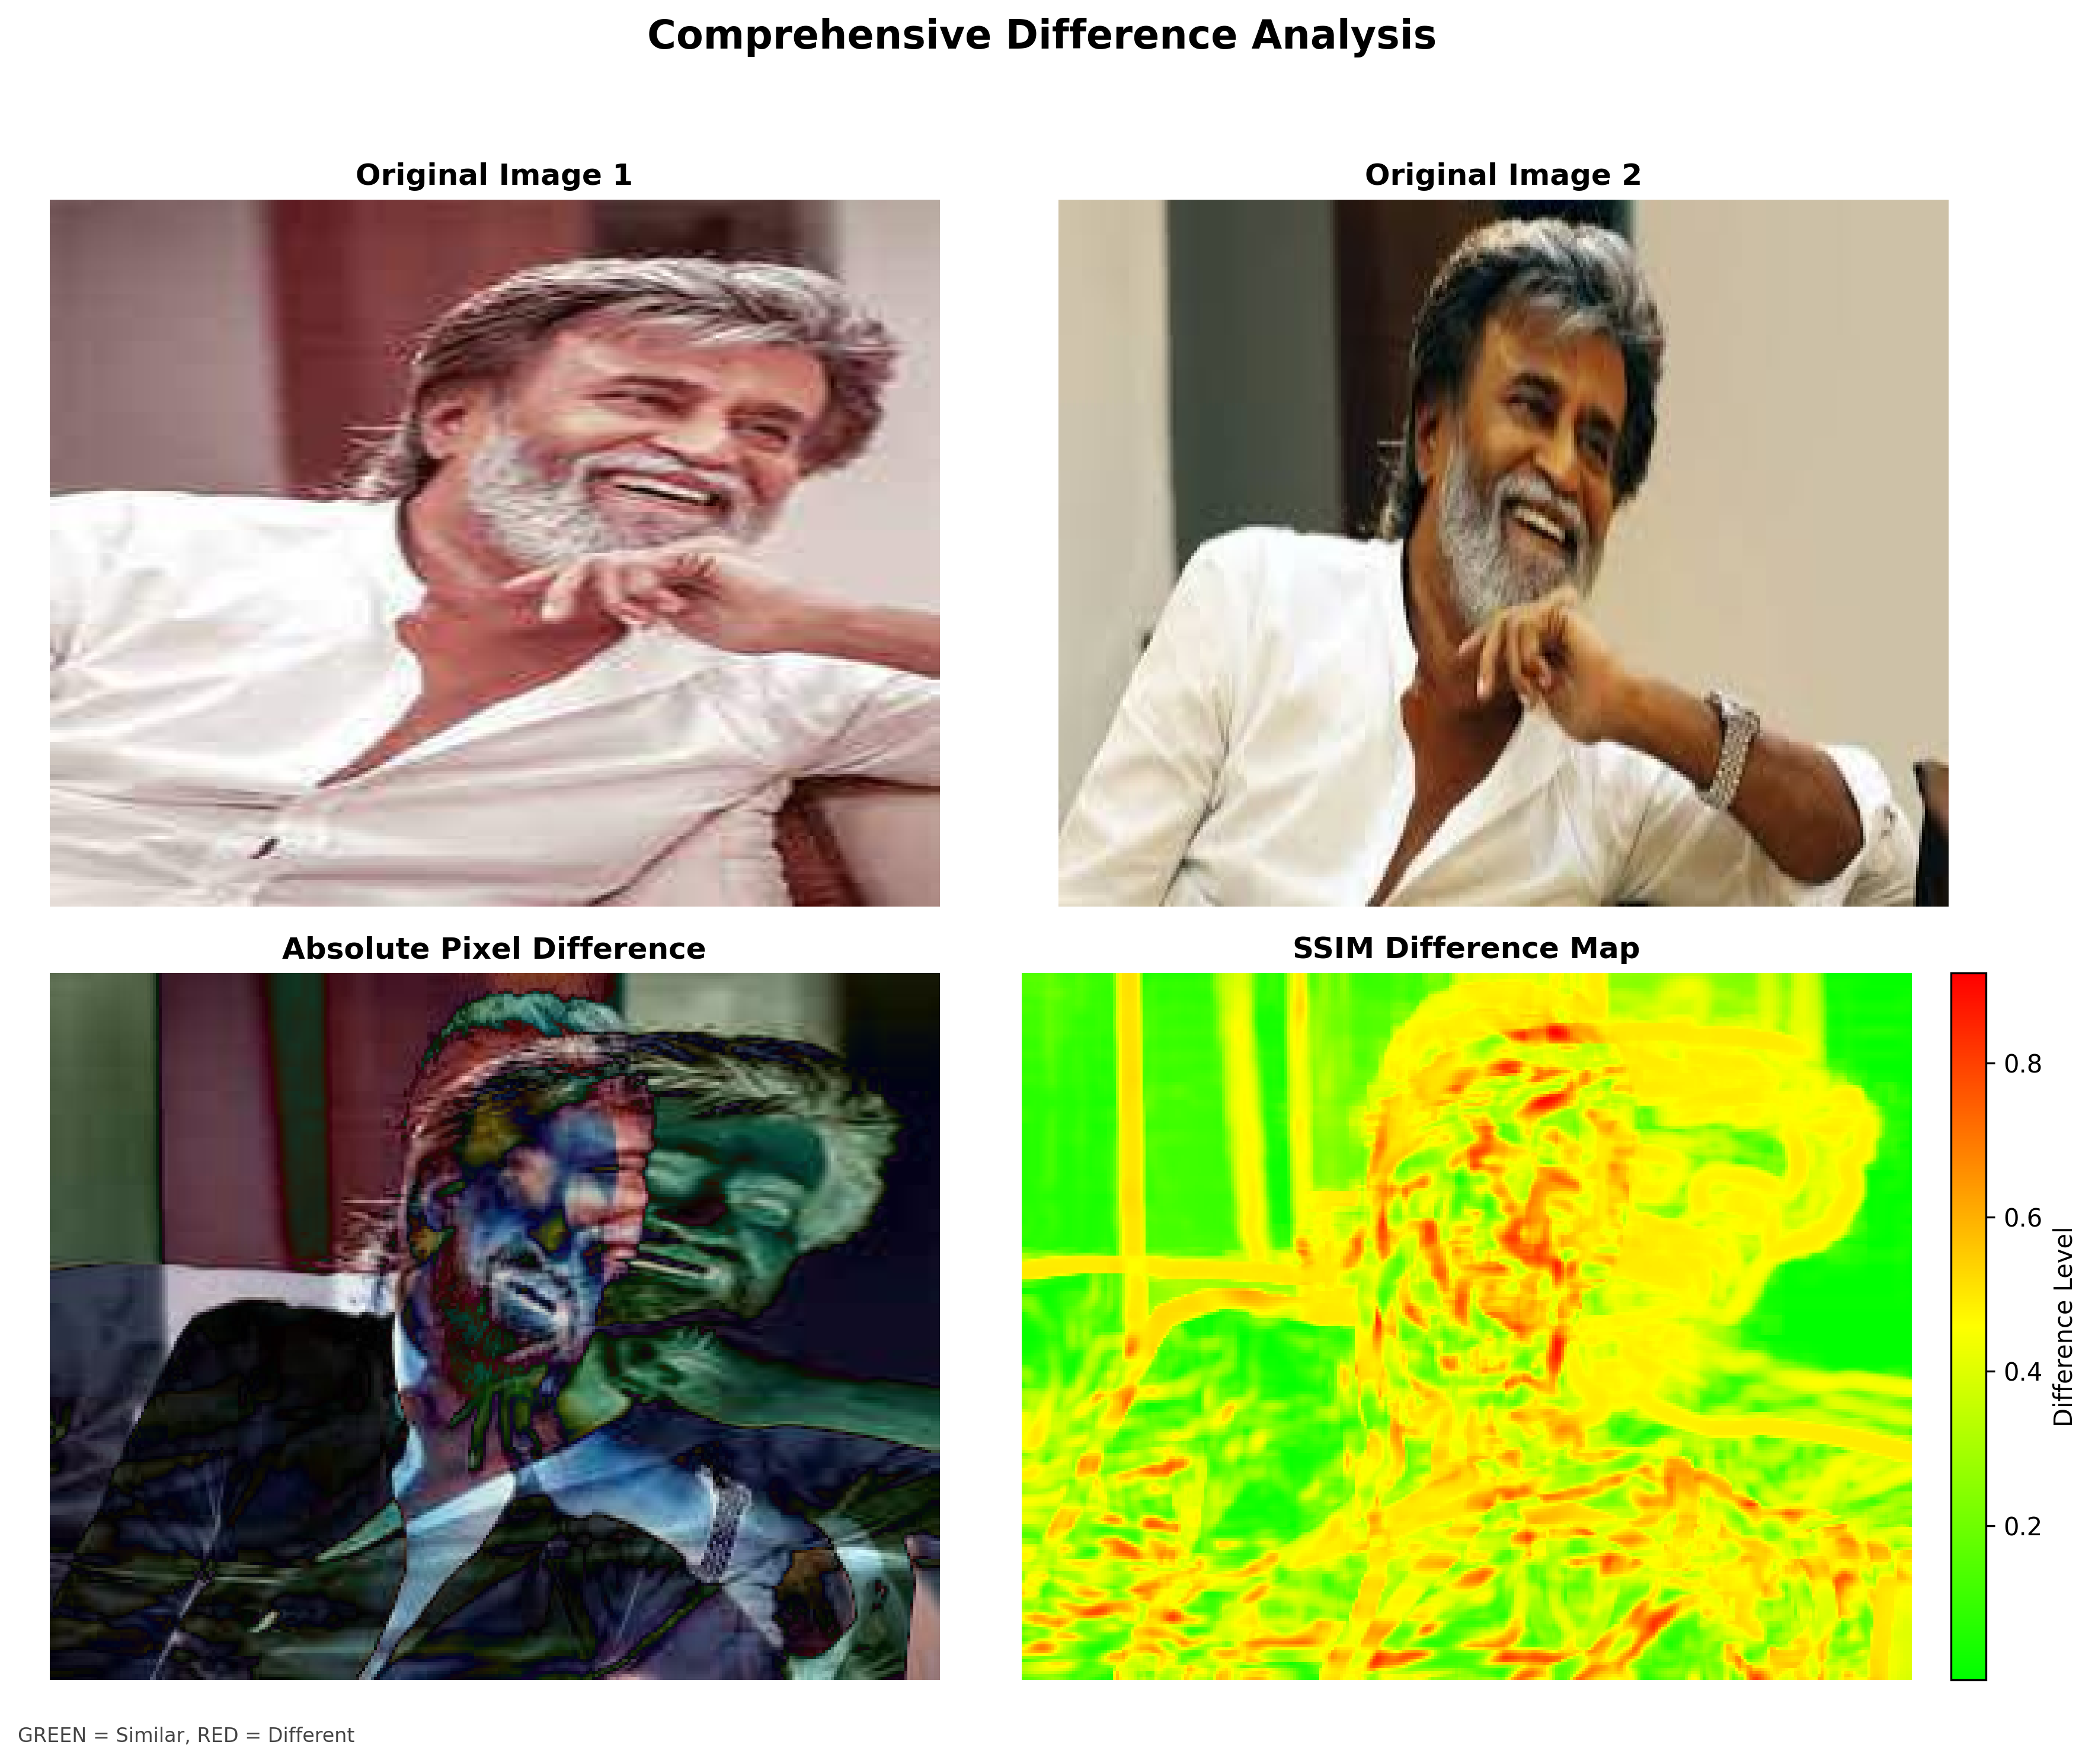 Comprehensive Difference Analysis
Original Image 1
Original Image 2
Absolute Pixel Difference
SSIM Difference Map
0.8
0.6
0.4
0.2
Difference Level
GREEN = Similar, RED = Different